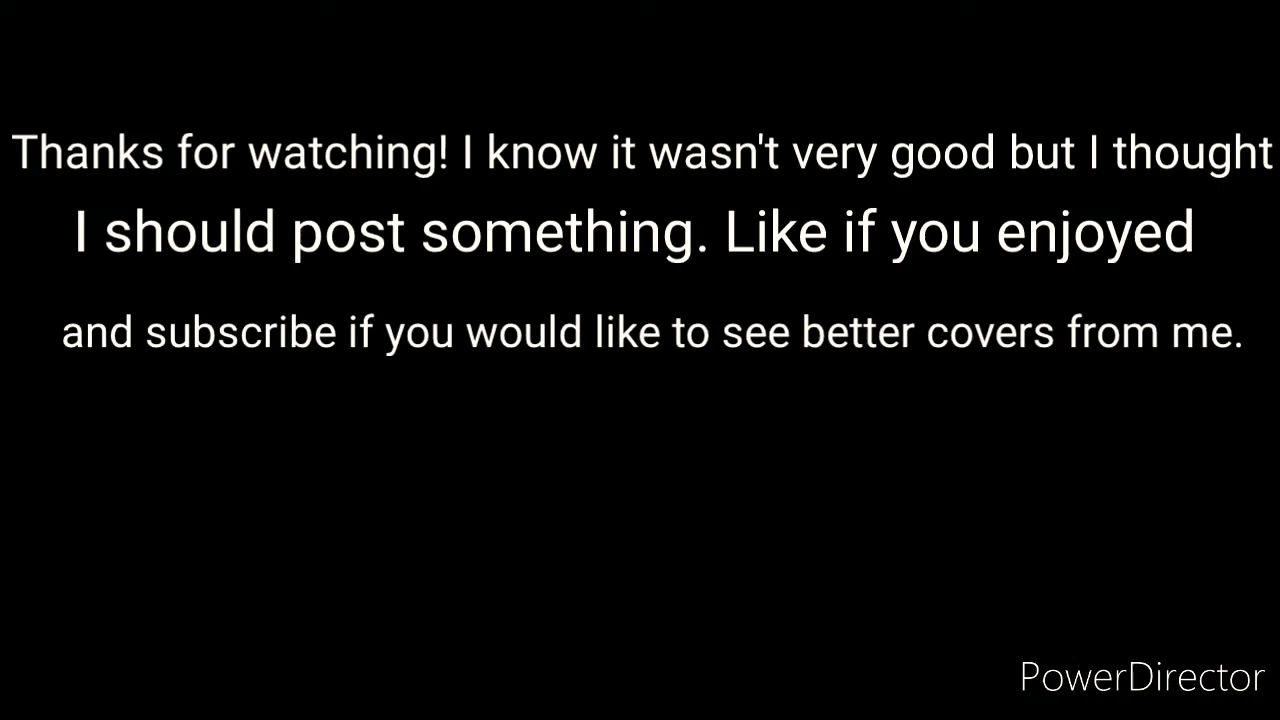 Thanks for watching! I know it wasn't very good but I thought
I should post something. Like if you enjoyed
and subscribe if you would like to see better covers from me.
PowerDirector